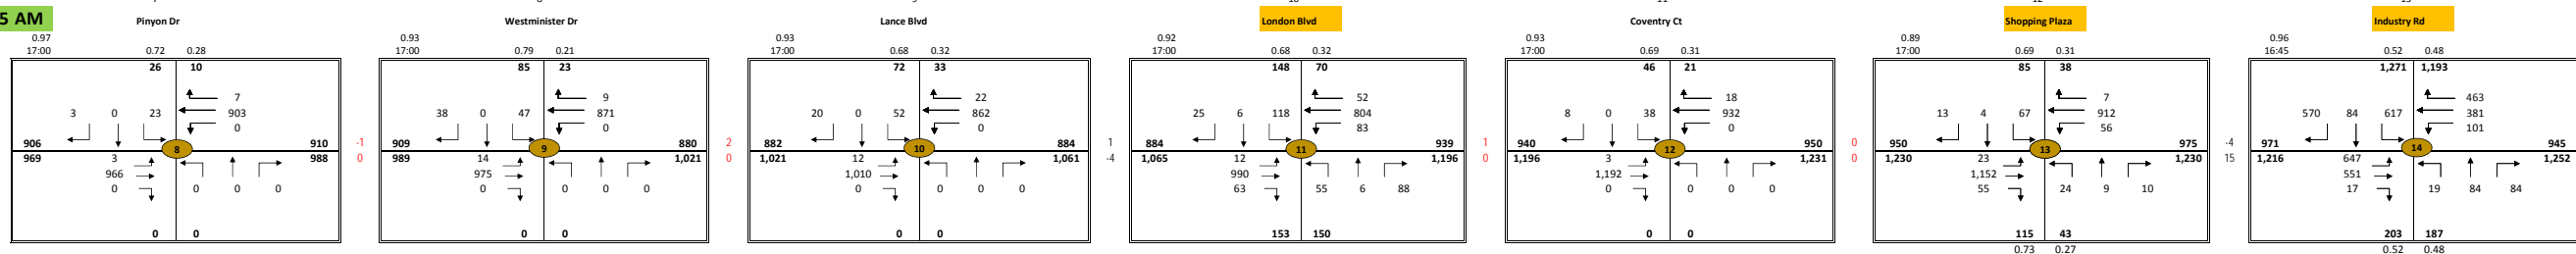 5 AM
Pinyon Dr
0.97
17:00 0.72 0.28
26 10
7
3 0 23 903
0
906 910
8
969 3 988
966
0 0 0 0
0 0
-1
0
Westminister Dr
0.93
17:00 0.79 0.21
85 23
9
38 0 47 871
0
909 880
9
989 14 1,021
975
0 0 0 0
0 0
2
0
Lance Blvd
0.93
17:00 0.68 0.32
72 33
22
20 0 52 862
0
882 884
10
1,021 12 1,061
1,010
0 0 0 0
0 0
1
-4
London Blvd
0.92
17:00 0.68 0.32
148 70
52
25 6 118 804
83
884 939
11
1,065 12 1,196
990
63 55 6 88
153 150
1
0
Coventry Ct
0.93
17:00 0.69 0.31
46 21
18
8 0 38 932
0
940 950
12
1,196 3 1,231
1,192
0 0 0 0
0 0
0
0
Shopping Plaza
0.89
17:00 0.69 0.31
85 38
7
13 4 67 912
56
950 975
13
1,230 23 1,230
1,152
55 24 9 10
115 43
0.73 0.27
-4
15
Industry Rd
0.96
16:45 0.52 0.48
1,271 1,193
463
570 84 617 381
101
971 945
14
1,216 647 1,252
551
17 19 84 84
203 187
0.52 0.48